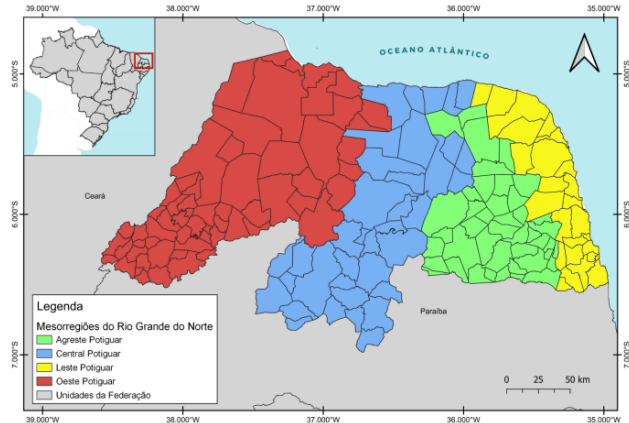 38.000°W
37.000°W
36.000°W
35.000°W
OCEANO ATLÂNTICO
5.000°S
5.000°S
Ceará
6.000°S
6.000°S
Paraíba
7.000°S
7.000°S
Legenda
Mesorregiões do Rio Grande do Norte
Agreste Potiguar
Central Potiguar
Leste Potiguar
Oeste Potiguar
Unidades da Federação
0 25 50 km
39.000°W
38.000°W
37.000°W
36.000°W
35.000°W